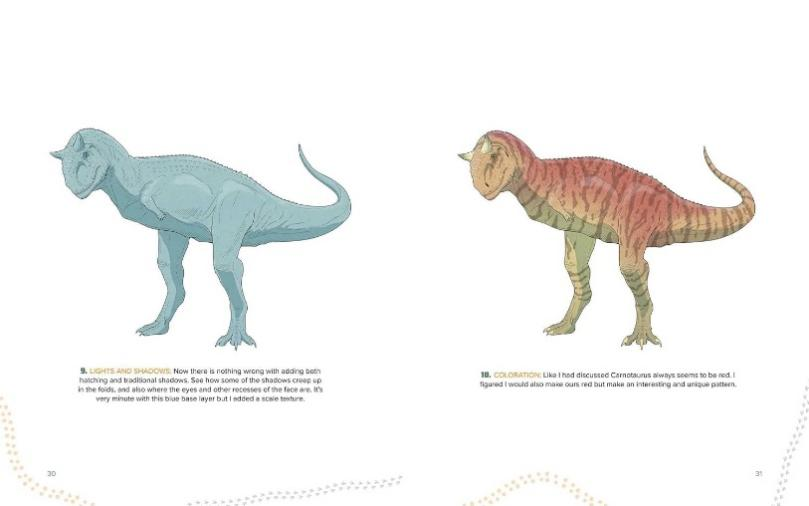 9. LIGHTS AND SHADOWS: Now there is nothing wrong with adding both
hatching and traditional shadows. See how some of the shadows creep up
in the folds, and also where the eyes and other recesses of the face are. It's
very minute with this blue base layer but I added a scale texture.
30
10. COLORATION: Like I had discussed Carnotaurus always seems to be red. I
figured I would also make ours red but make an interesting and unique pattern.
31